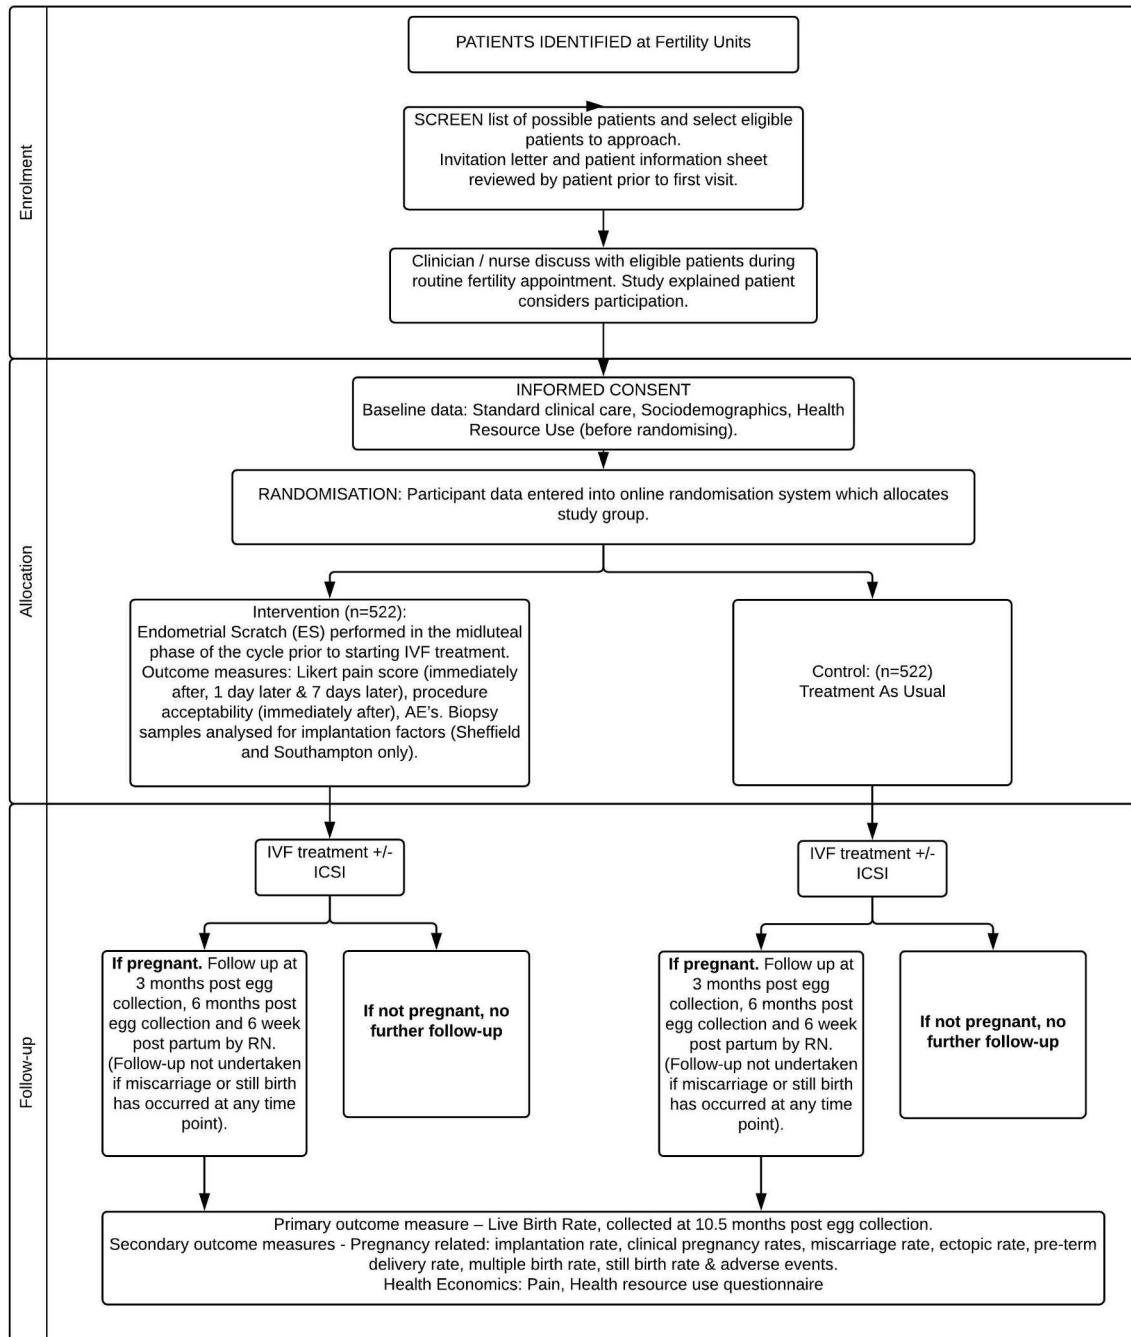 Enrolment
PATIENTS IDENTIFIED at Fertility Units
SCREEN list of possible patients and select eligible
patients to approach.
Invitation letter and patient information sheet
reviewed by patient prior to first visit.
Clinician / nurse discuss with eligible patients during
routine fertility appointment. Study explained patient
considers participation.
Allocation
INFORMED CONSENT
Baseline data: Standard clinical care, Sociodemographics, Health
Resource Use (before randomising).
RANDOMISATION: Participant data entered into online randomisation system which allocates
study group.
Intervention (n=522):
Endometrial Scratch (ES) performed in the midluteal
phase of the cycle prior to starting IVF treatment.
Outcome measures: Likert pain score (immediately
after, 1 day later & 7 days later), procedure
acceptability (immediately after), AE's. Biopsy
samples analysed for implantation factors (Sheffield
and Southampton only).
Control: (n=522)
Treatment As Usual
Follow-up
IVF treatment +/-
ICSI
IVF treatment +/-
ICSI
If pregnant. Follow up at
3 months post egg
collection, 6 months post
egg collection and 6 week
post partum by RN.
(Follow-up not undertaken
if miscarriage or still birth
has occurred at any time
point).
If not pregnant, no
further follow-up
If pregnant. Follow up at
3 months post egg
collection, 6 months post
egg collection and 6 week
post partum by RN.
(Follow-up not undertaken
if miscarriage or still birth
has occurred at any time
point).
If not pregnant, no
further follow-up
Primary outcome measure – Live Birth Rate, collected at 10.5 months post egg collection.
Secondary outcome measures - Pregnancy related: implantation rate, clinical pregnancy rates, miscarriage rate, ectopic rate, pre-term
delivery rate, multiple birth rate, still birth rate & adverse events.
Health Economics: Pain, Health resource use questionnaire